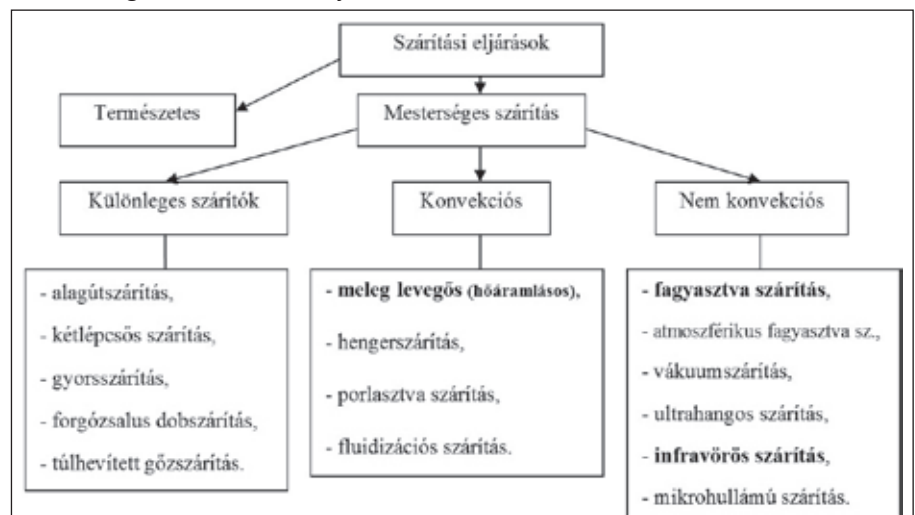 Szárítási eljárások
Természetes
Mesterséges szárítás
Különleges szárítók
Konvekciós
Nem konvekciós
- alagútszárítás,
- kétlépcsős szárítás,
- gyorsszárítás,
- forgózsalus dobszárítás,
- túlhevített gőzszárítás.
- meleg levegős (hőáramlásos),
- hengerszárítás,
- porlasztva szárítás,
- fluidizációs szárítás.
- fagyasztva szárítás,
- atmoszférikus fagyasztva sz.,
- vákuumszárítás,
- ultrahangos szárítás,
- infravörös szárítás,
- mikrohullámú szárítás.